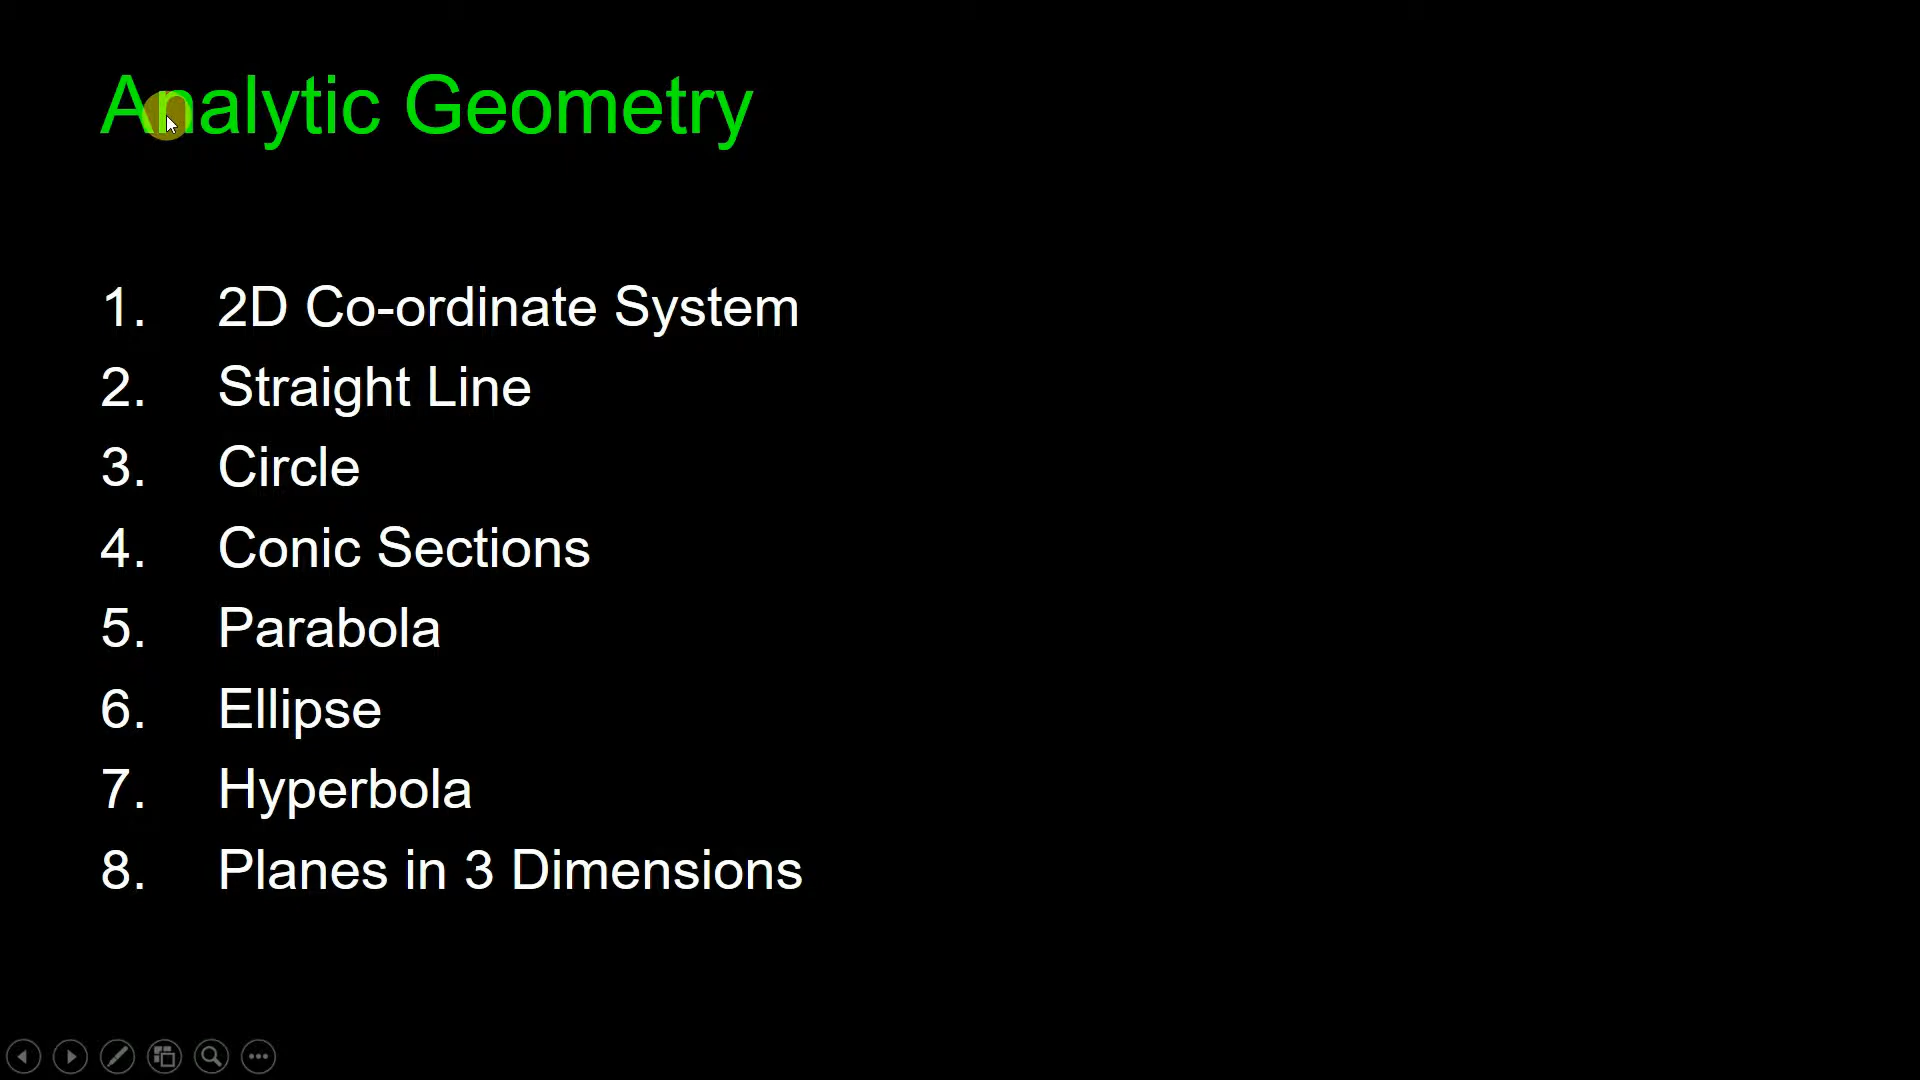 Analytic Geometry
1. 2D Co-ordinate System
2. Straight Line
3. Circle
4. Conic Sections
5. Parabola
6. Ellipse
7. Hyperbola
8. Planes in 3 Dimensions